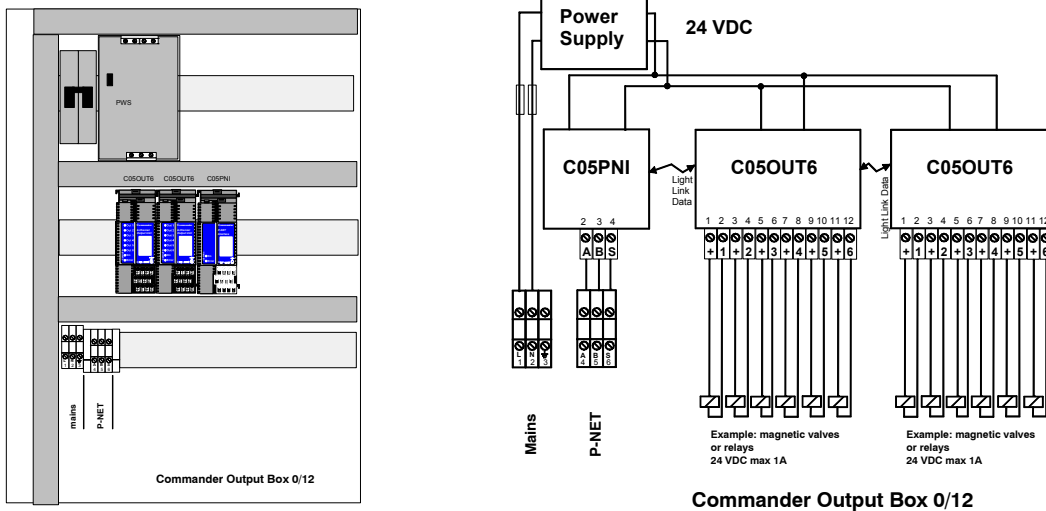 PWS
C05OUT6 C05OUT6 C05PNI
mains
P-NET
Commander Output Box 0/12
Power
Supply
24 VDC
C05PNI
Light
Link
Data
C05OUT6
Light Link Data
C05OUT6
2 3 4
A B S
1 2 3 4 5 6 7 8 9 10 11 12
+ 1 + 2 + 3 + 4 + 5 + 6
1 2 3 4 5 6 7 8 9 10 11 12
+ 1 + 2 + 3 + 4 + 5 + 6
L N
1 2 3
A B S
4 5 6
Mains
P-NET
Example: magnetic valves
or relays
24 VDC max 1A
Example: magnetic valves
or relays
24 VDC max 1A
Commander Output Box 0/12